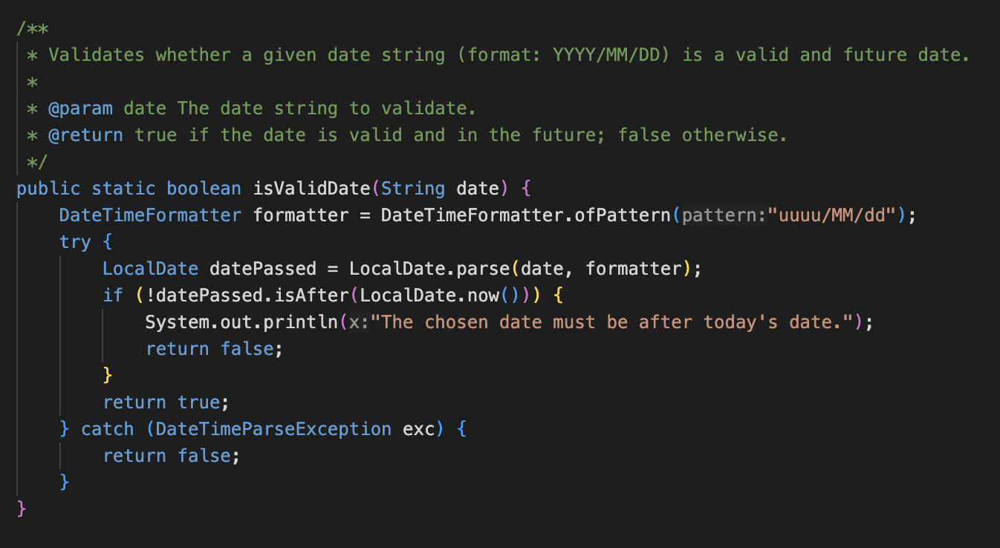 /**
 * Validates whether a given date string (format: YYYY/MM/DD) is a valid and future date.
 *
 * @param date The date string to validate.
 * @return true if the date is valid and in the future; false otherwise.
 */
public static boolean isValidDate(String date) {
    DateTimeFormatter formatter = DateTimeFormatter.ofPattern(pattern:"uuuu/MM/dd");
    try {
        LocalDate datePassed = LocalDate.parse(date, formatter);
        if (!datePassed.isAfter(LocalDate.now())) {
            System.out.println(x:"The chosen date must be after today's date.");
            return false;
        }
        return true;
    } catch (DateTimeParseException exc) {
        return false;
    }
}